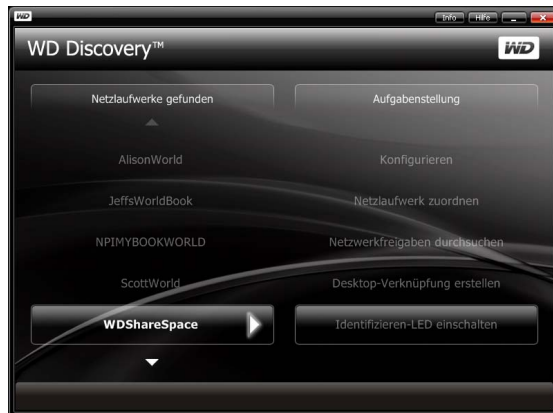 WD
Info Hilfe
WD Discovery™
WD
Netzlaufwerke gefunden
AlisonWorld
JeffsWorldBook
NPIMYBOOKWORLD
ScottWorld
WDShareSpace
Aufgabenstellung
Konfigurieren
Netzlaufwerk zuordnen
Netzwerkfreigaben durchsuchen
Desktop-Verknüpfung erstellen
Identifizieren-LED einschalten